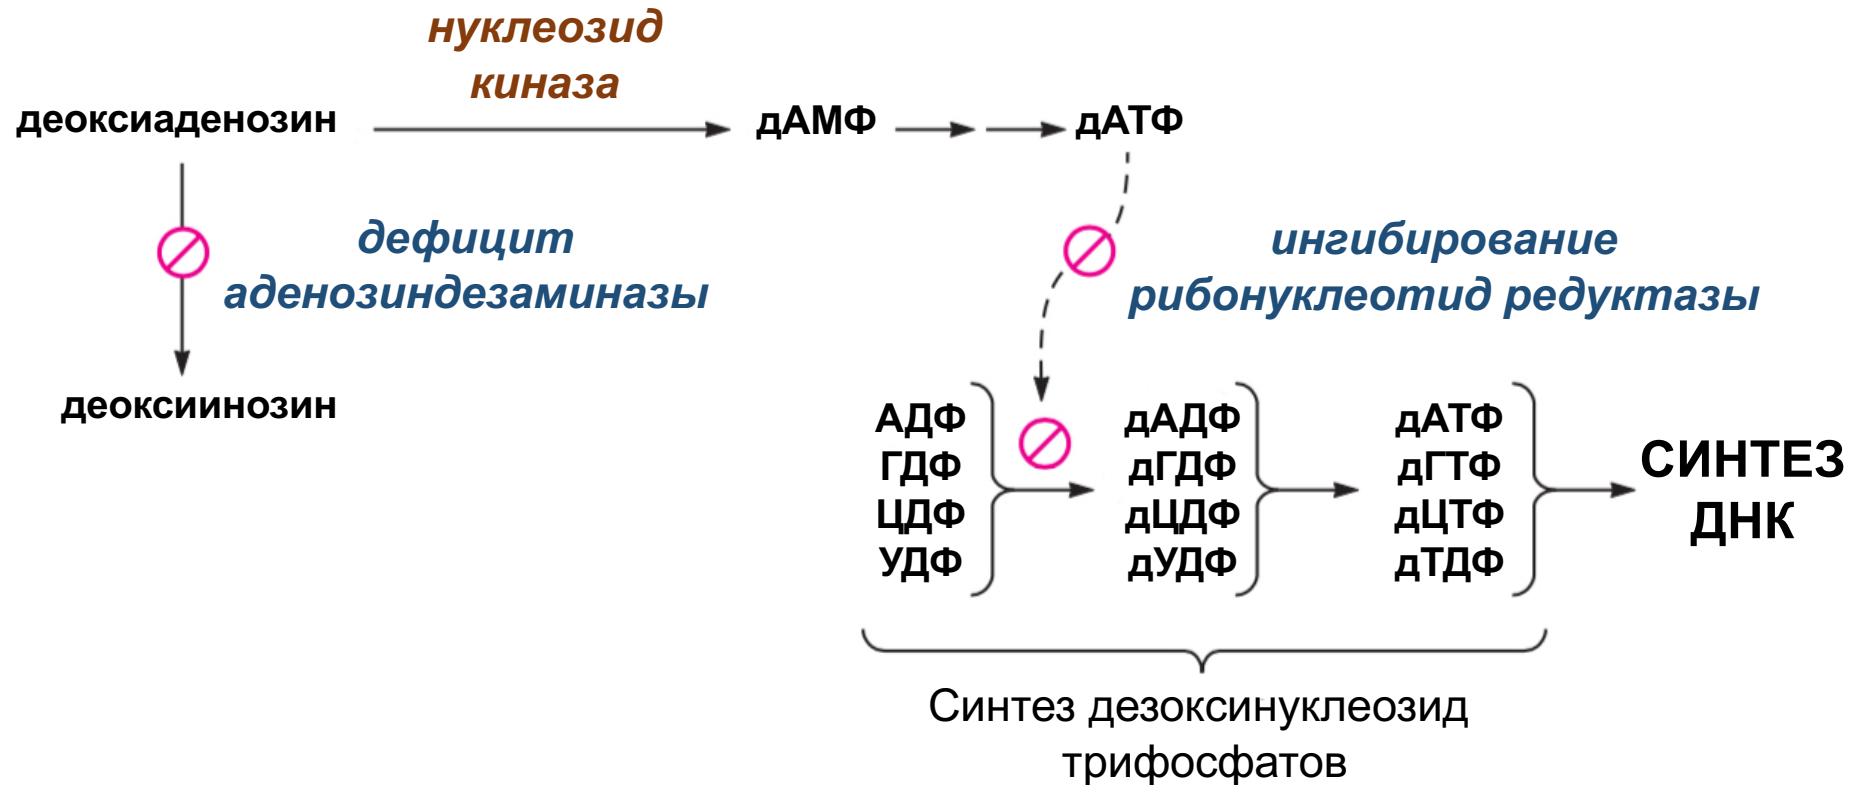 нуклеозид
киназа
деоксиаденозин
дАМФ
дАТФ
дефицит
аденозиндезаминазы
ингибирование
рибонуклеотид редуктазы
деоксиинозин
АДФ
ГДФ
ЦДФ
УДФ
дАДФ
дГДФ
дЦДФ
дУДФ
дАТФ
дГТФ
дЦТФ
дТДФ
СИНТЕЗ
ДНК
Синтез дезоксинуклеозид
трифосфатов